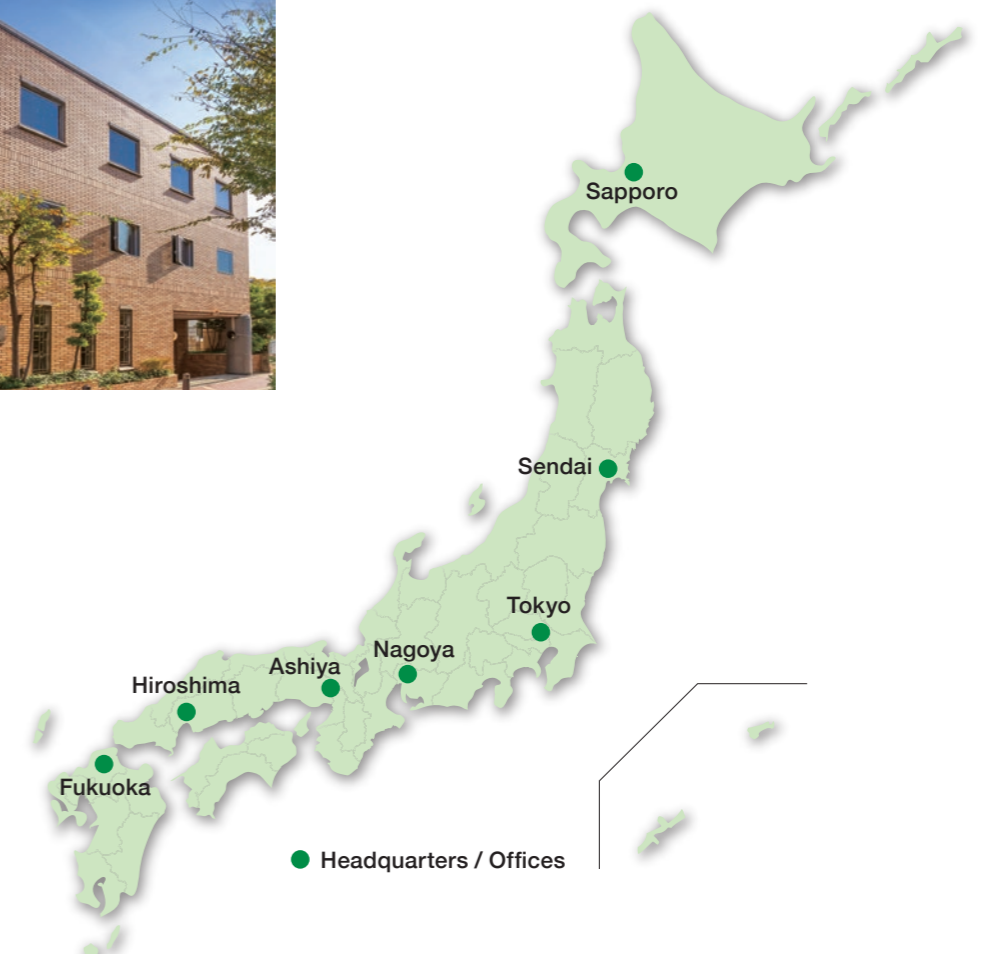 Sapporo
Sendai
Tokyo
Nagoya
Ashiya
Hiroshima
Fukuoka
Headquarters / Offices